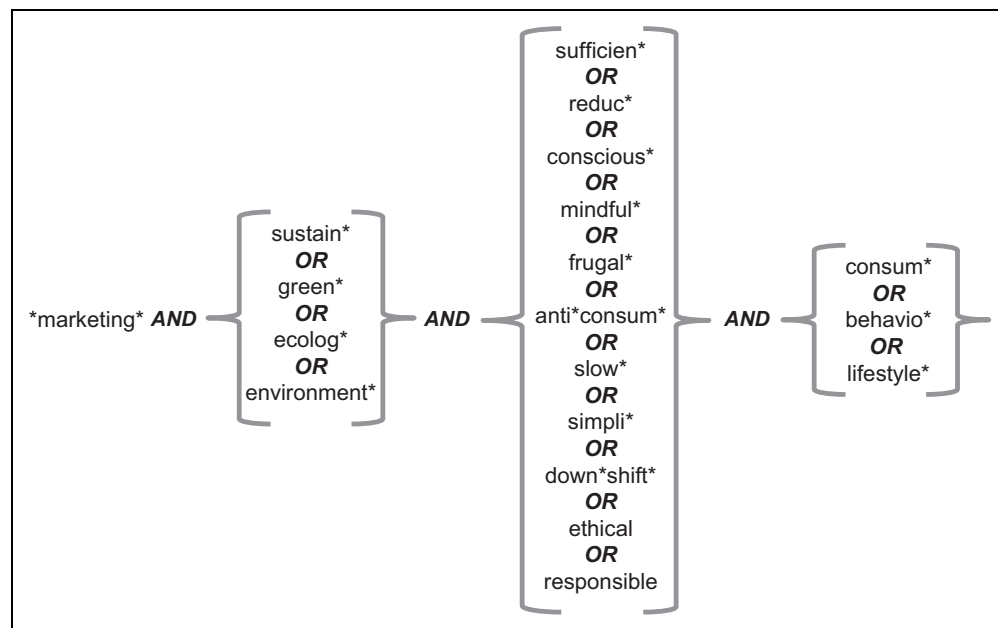 *marketing* AND
sustain*
OR
green*
OR
ecolog*
OR
environment*
AND
sufficien*
OR
reduc*
OR
conscious*
OR
mindful*
OR
frugal*
OR
anti*consum*
OR
slow*
OR
simpli*
OR
down*shift*
OR
ethical
OR
responsible
AND
consum*
OR
behavio*
OR
lifestyle*